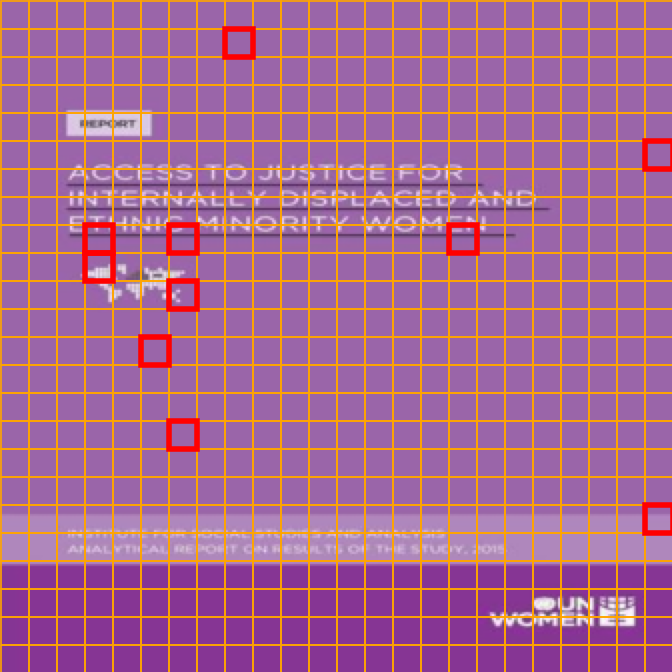 REPORT
ACCESS TO JUSTICE FOR
INTERNALLY DISPLACED AND
ETHNIC MINORITY WOMEN
INSTITUTE FOR SOCIAL STUDIES AND ANALYSIS
ANALYTICAL REPORT ON RESULTS OF THE STUDY, 2015
UN
WOMEN